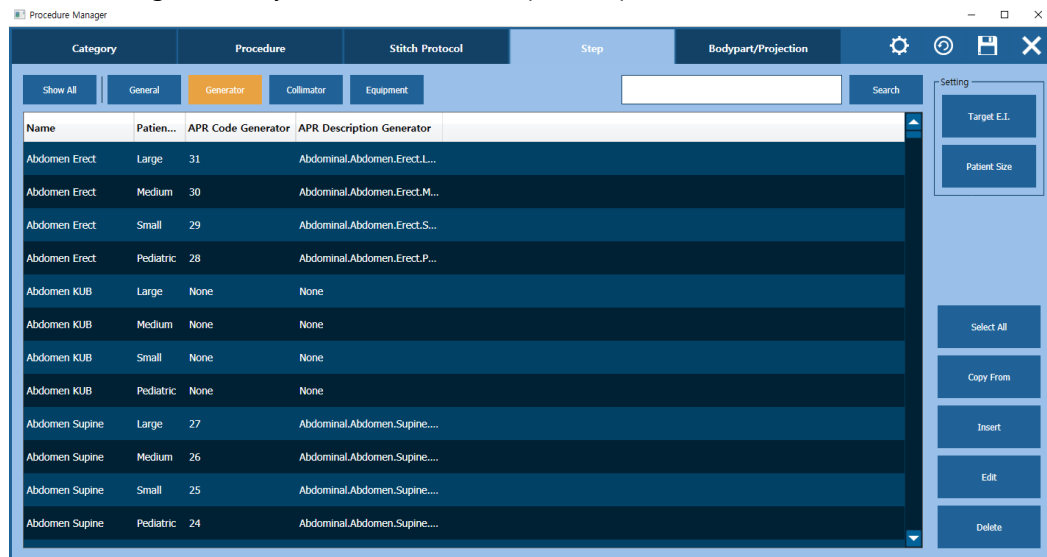 Procedure Manager
Category Procedure Stitch Protocol Step Bodypart/Projection
Show All General Generator Collimator Equipment Search
Setting
Target E.I.
Patient Size
Name Patien... APR Code Generator APR Description Generator
Abdomen Erect Large 31 Abdominal.Abdomen.Erect.L...
Abdomen Erect Medium 30 Abdominal.Abdomen.Erect.M...
Abdomen Erect Small 29 Abdominal.Abdomen.Erect.S...
Abdomen Erect Pediatric 28 Abdominal.Abdomen.Erect.P...
Abdomen KUB Large None None
Abdomen KUB Medium None None
Abdomen KUB Small None None
Abdomen KUB Pediatric None None
Abdomen Supine Large 27 Abdominal.Abdomen.Supine....
Abdomen Supine Medium 26 Abdominal.Abdomen.Supine....
Abdomen Supine Small 25 Abdominal.Abdomen.Supine....
Abdomen Supine Pediatric 24 Abdominal.Abdomen.Supine....
Select All
Copy From
Insert
Edit
Delete